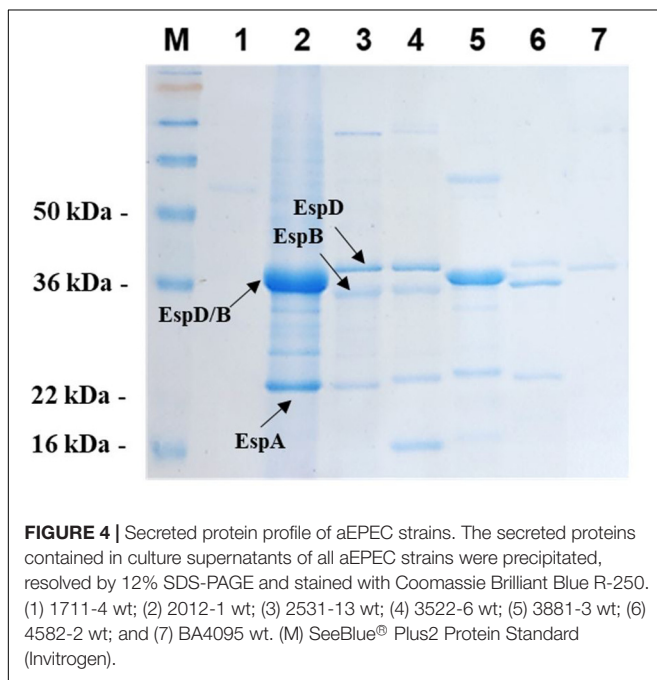 M 1 2 3 4 5 6 7
50 kDa -
EspD
EspB
36 kDa -
EspD/B
22 kDa -
EspA
16 kDa -
FIGURE 4 | Secreted protein profile of aEPEC strains. The secreted proteins
contained in culture supernatants of all aEPEC strains were precipitated,
resolved by 12% SDS-PAGE and stained with Coomassie Brilliant Blue R-250.
(1) 1711-4 wt; (2) 2012-1 wt; (3) 2531-13 wt; (4) 3522-6 wt; (5) 3881-3 wt; (6)
4582-2 wt; and (7) BA4095 wt. (M) SeeBlue® Plus2 Protein Standard
(Invitrogen).